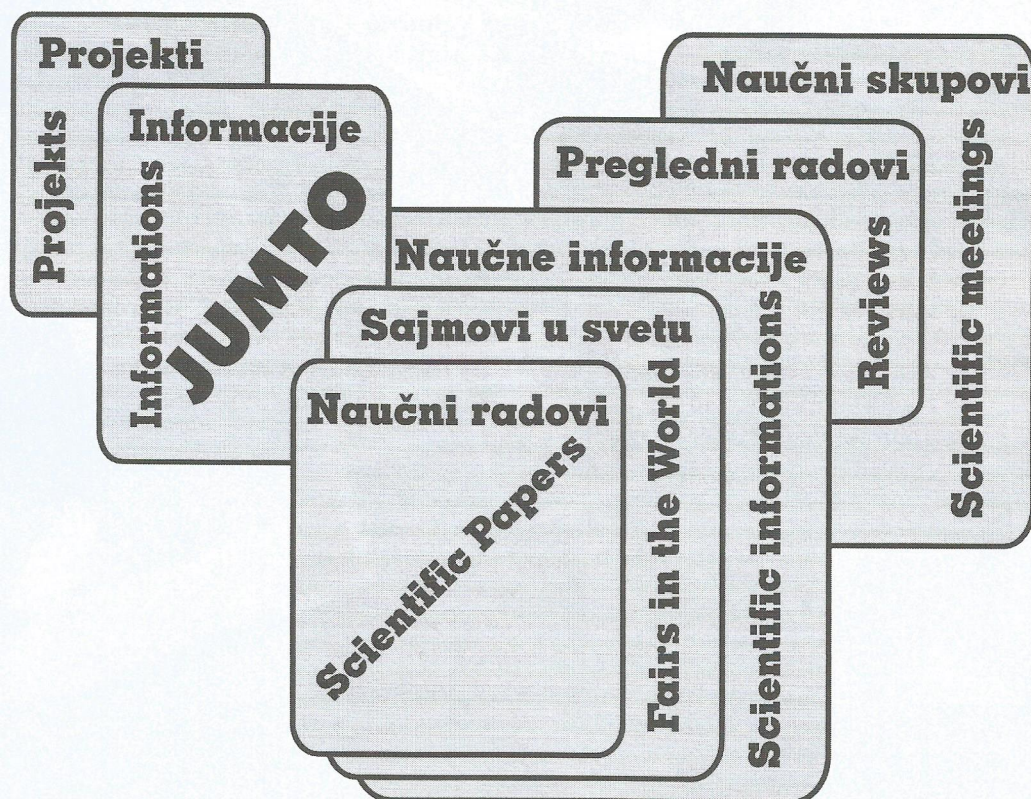 Projekti
Projekts
Informacije
Informations
JUMTO
Naučni skupovi
Scientific meetings
Pregledni radovi
Reviews
Naučne informacije
Scientific informations
Sajmovi u svetu
Fairs in the World
Naučni radovi
Scientific Papers